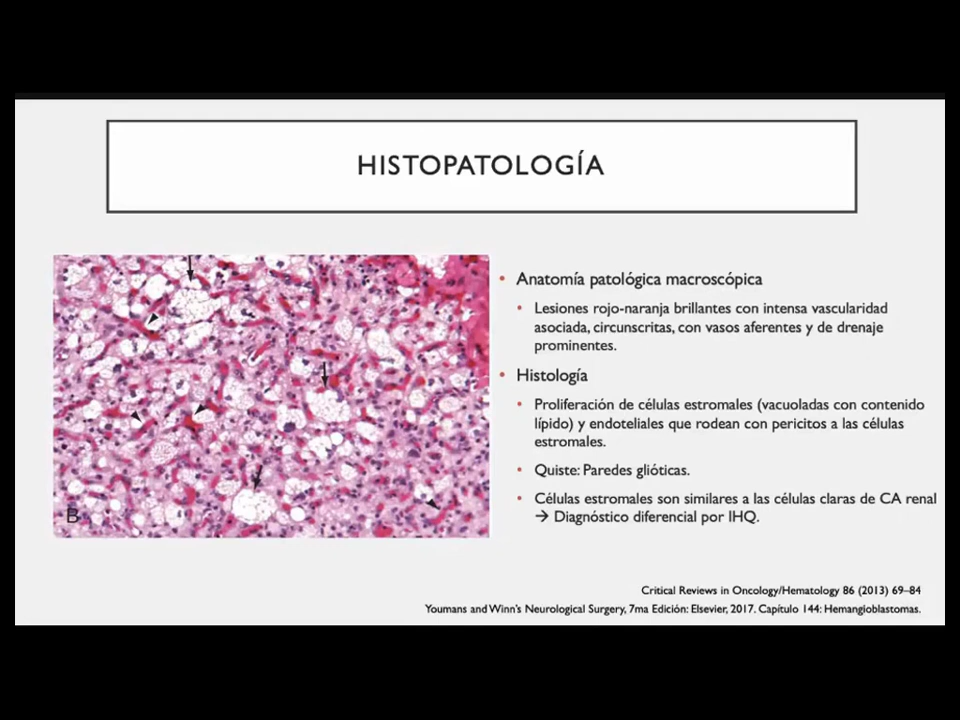 HISTOPATOLOGÍA
• Anatomía patológica macroscópica
• Lesiones rojo-naranja brillantes con intensa vascularidad
asociada, circunscritas, con vasos aferentes y de drenaje
prominentes.
• Histología
• Proliferación de células estromales (vacuoladas con contenido
lípido) y endoteliales que rodean con pericitos a las células
estromales.
• Quiste: Paredes glióticas.
• Células estromales son similares a las células claras de CA renal
→ Diagnóstico diferencial por IHQ.
B
Critical Reviews in Oncology/Hematology 86 (2013) 69–84
Youmans and Winn's Neurological Surgery, 7ma Edición: Elsevier, 2017. Capítulo 144: Hemangioblastomas.